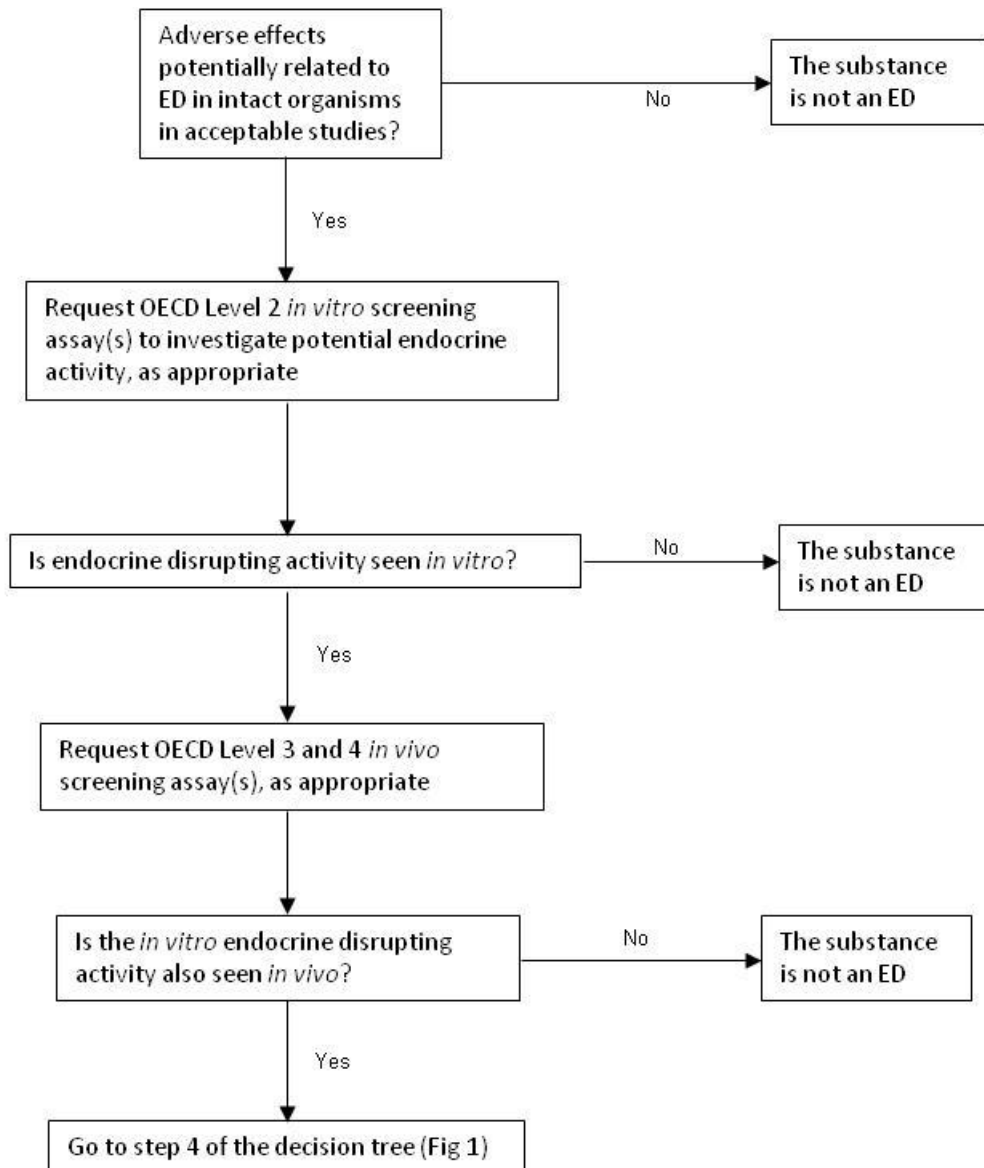 Adverse effects
potentially related to
ED in intact organisms
in acceptable studies?
No
The substance
is not an ED
Yes
Request OECD Level 2 in vitro screening
assay(s) to investigate potential endocrine
activity, as appropriate
Is endocrine disrupting activity seen in vitro?
No
The substance
is not an ED
Yes
Request OECD Level 3 and 4 in vivo
screening assay(s), as appropriate
Is the in vitro endocrine disrupting
activity also seen in vivo?
No
The substance
is not an ED
Yes
Go to step 4 of the decision tree (Fig 1)